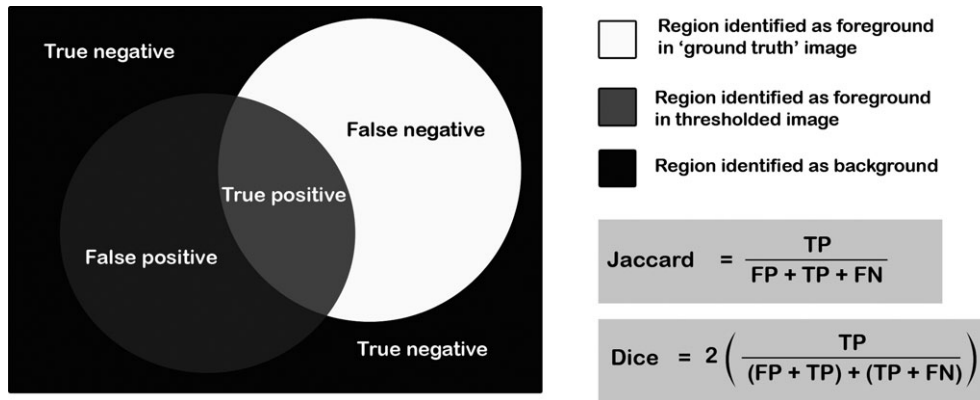 True negative
False negative
True positive
False positive
True negative
Region identified as foreground
in ‘ground truth’ image
Region identified as foreground
in thresholded image
Region identified as background
Jaccard = TP
FP + TP + FN
Dice = 2 ( TP
(FP + TP) + (TP + FN) )